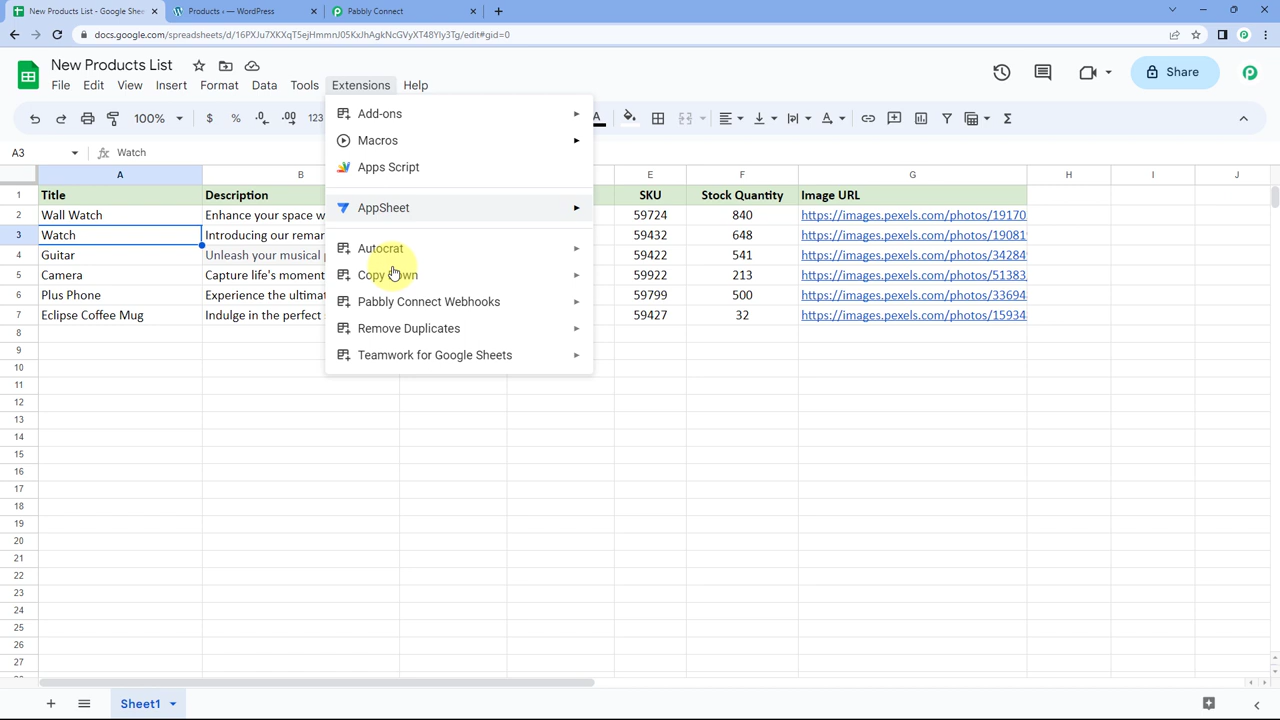 New Products List - Google Shee
Products ‹ — WordPress
Pabbly Connect
docs.google.com/spreadsheets/d/16PXJu7XKXqT5ejHmmnJ05KxJhAgkNcGVyXT48YIy3Tg/edit#gid=0
New Products List
File Edit View Insert Format Data Tools Extensions Help
Share
100% $ % .0 .00 123 A
A3 fx Watch
A B E F G H I J
1 Title Description SKU Stock Quantity Image URL
2 Wall Watch Enhance your space w 59724 840 https://images.pexels.com/photos/19170
3 Watch Introducing our remar 59432 648 https://images.pexels.com/photos/19081
4 Guitar Unleash your musical 59422 541 https://images.pexels.com/photos/34284
5 Camera Capture life's moment 59922 213 https://images.pexels.com/photos/51383
6 Plus Phone Experience the ultimat 59799 500 https://images.pexels.com/photos/33694
7 Eclipse Coffee Mug Indulge in the perfect 59427 32 https://images.pexels.com/photos/15934
8
9
10
11
12
13
14
15
16
17
18
19
20
21
22
23
24
25
26
27
Add-ons
Macros
Apps Script
AppSheet
Autocrat
Copy Down
Pabbly Connect Webhooks
Remove Duplicates
Teamwork for Google Sheets
Sheet1